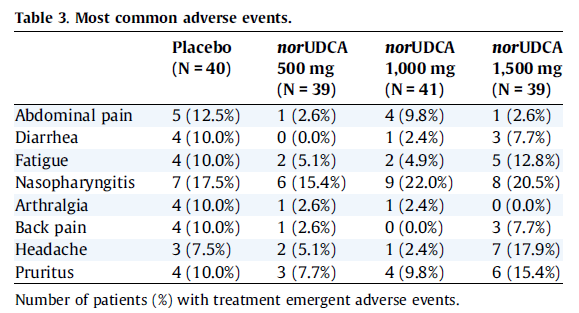 Table 3. Most common adverse events.
Placebo norUDCA norUDCA norUDCA
(N = 40) 500 mg 1,000 mg 1,500 mg
(N = 39) (N = 41) (N = 39)
Abdominal pain 5 (12.5%) 1 (2.6%) 4 (9.8%) 1 (2.6%)
Diarrhea 4 (10.0%) 0 (0.0%) 1 (2.4%) 3 (7.7%)
Fatigue 4 (10.0%) 2 (5.1%) 2 (4.9%) 5 (12.8%)
Nasopharyngitis 7 (17.5%) 6 (15.4%) 9 (22.0%) 8 (20.5%)
Arthralgia 4 (10.0%) 1 (2.6%) 1 (2.4%) 0 (0.0%)
Back pain 4 (10.0%) 1 (2.6%) 0 (0.0%) 3 (7.7%)
Headache 3 (7.5%) 2 (5.1%) 1 (2.4%) 7 (17.9%)
Pruritus 4 (10.0%) 3 (7.7%) 4 (9.8%) 6 (15.4%)
Number of patients (%) with treatment emergent adverse events.